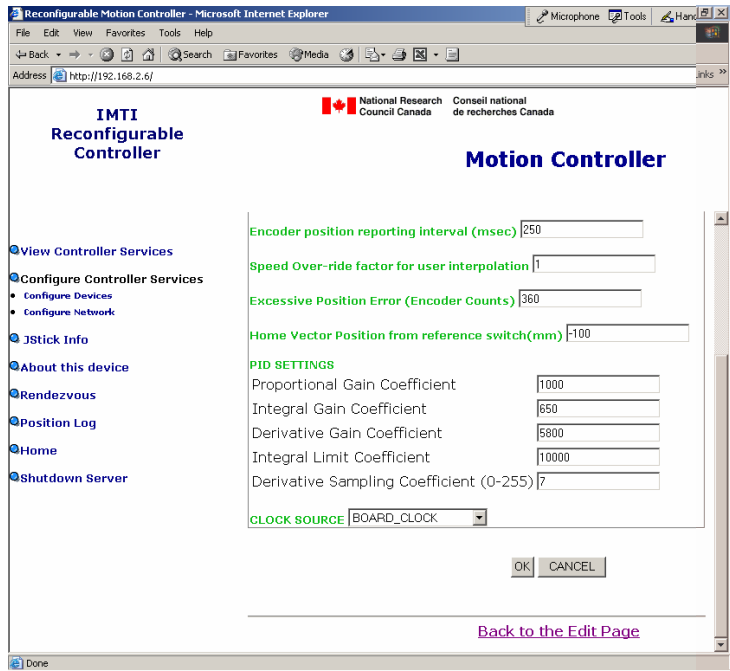 Reconfigurable Motion Controller - Microsoft Internet Explorer
Microphone Tools Hand
File Edit View Favorites Tools Help
Back Search Favorites Media
Address http://192.168.2.6/
IMTI
Reconfigurable
Controller
National Research Conseil national
Council Canada de recherches Canada
Motion Controller
View Controller Services
Configure Controller Services
Configure Devices
Configure Network
JStick Info
About this device
Rendezvous
Position Log
Home
Shutdown Server
Encoder position reporting interval (msec) 250
Speed Over-ride factor for user interpolation 1
Excessive Position Error (Encoder Counts) 360
Home Vector Position from reference switch(mm) -100
PID SETTINGS
Proportional Gain Coefficient 1000
Integral Gain Coefficient 650
Derivative Gain Coefficient 5800
Integral Limit Coefficient 10000
Derivative Sampling Coefficient (0-255) 7
CLOCK SOURCE BOARD_CLOCK
OK CANCEL
Back to the Edit Page
Done